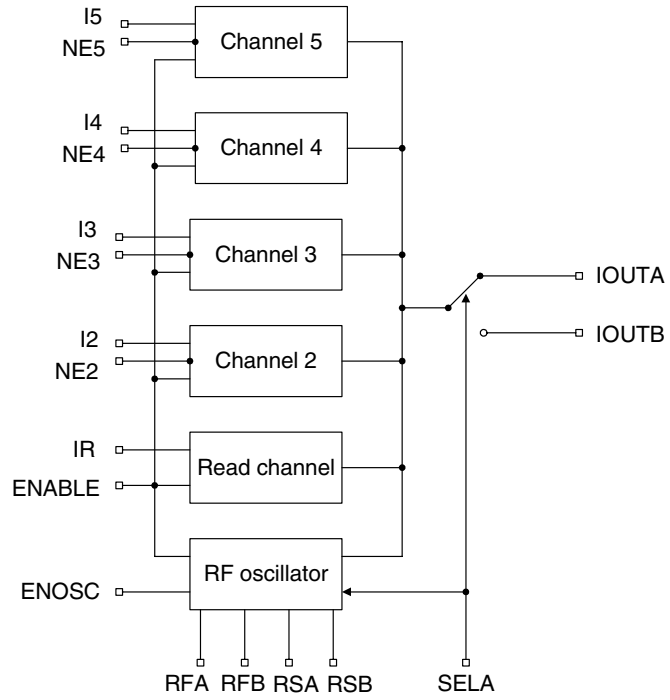 I5
NE5
Channel 5
I4
NE4
Channel 4
I3
NE3
Channel 3
IOUTA
I2
NE2
Channel 2
IOUTB
IR
Read channel
ENABLE
RF oscillator
ENOSC
RFA RFB RSA RSB
SELA